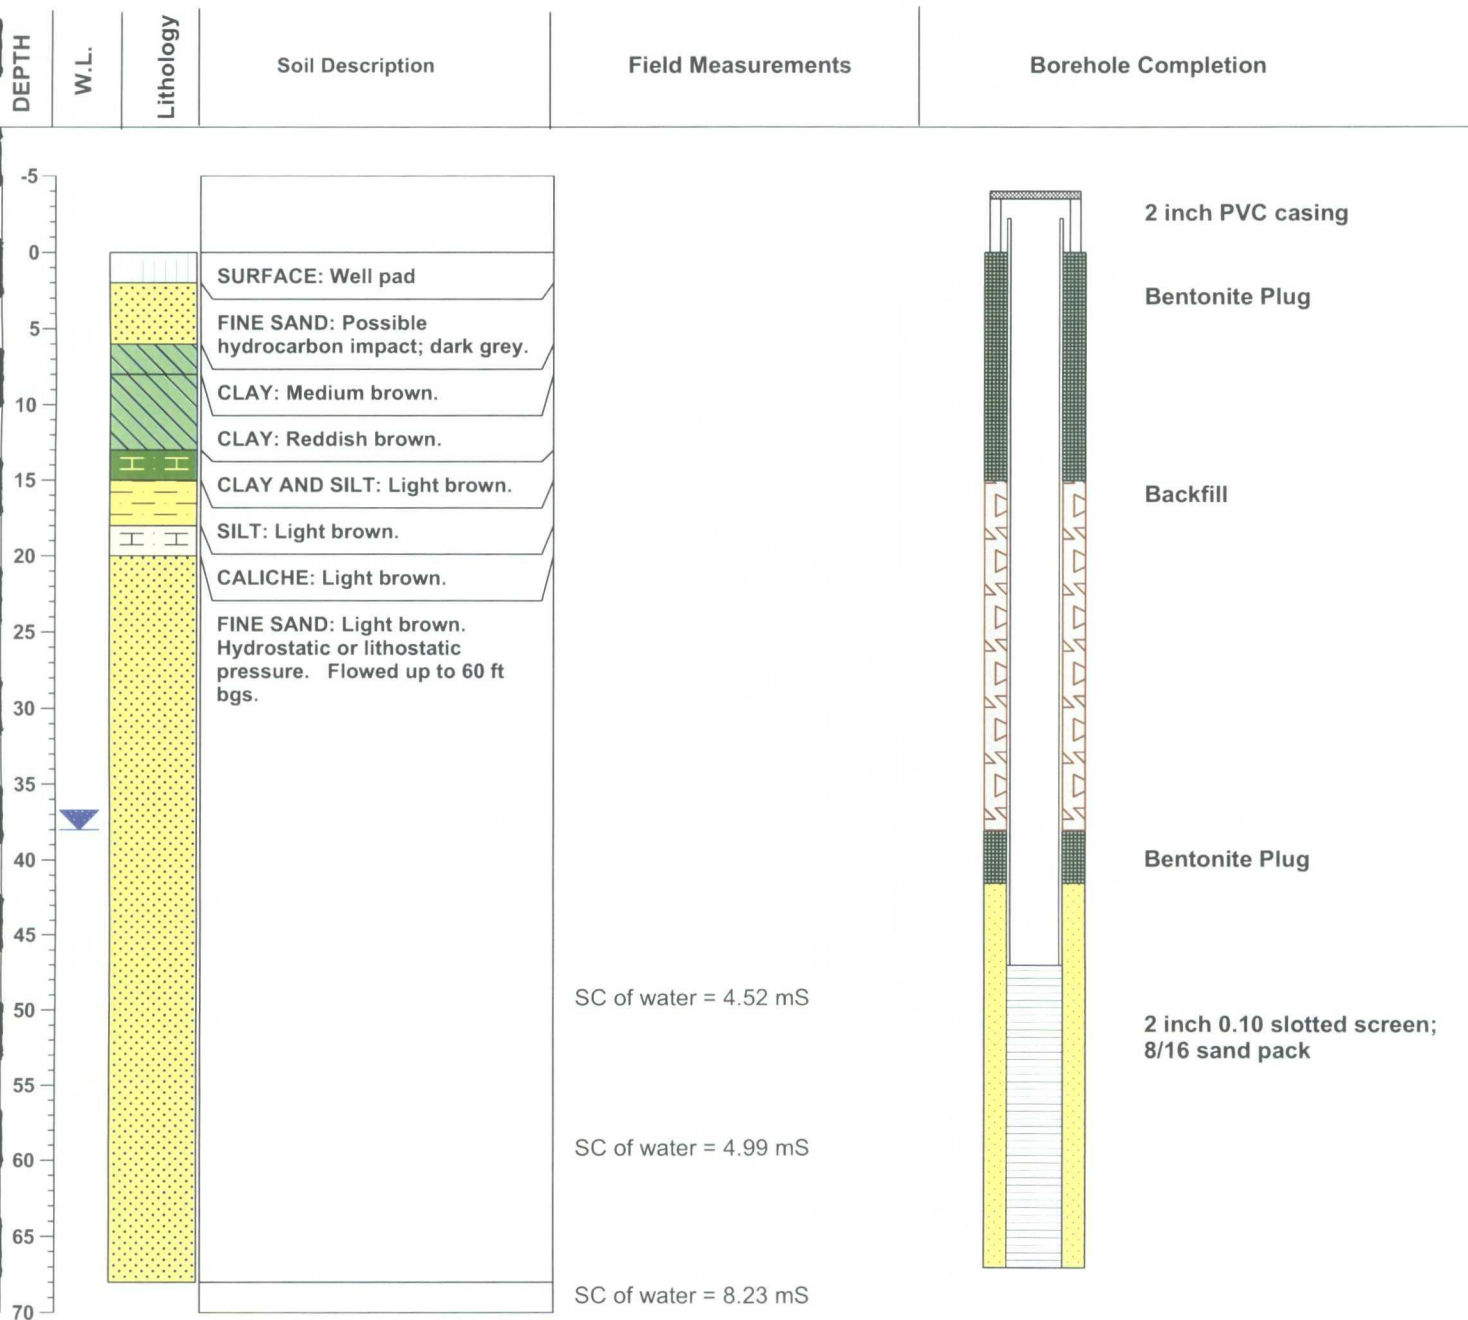 DEPTH
W.L.
Lithology
Soil Description
Field Measurements
Borehole Completion
-5
0
5
10
15
20
25
30
35
40
45
50
55
60
65
70
SURFACE: Well pad
FINE SAND: Possible
hydrocarbon impact; dark grey.
CLAY: Medium brown.
CLAY: Reddish brown.
CLAY AND SILT: Light brown.
SILT: Light brown.
CALICHE: Light brown.
FINE SAND: Light brown.
Hydrostatic or lithostatic
pressure. Flowed up to 60 ft
bgs.
SC of water = 4.52 mS
SC of water = 4.99 mS
SC of water = 8.23 mS
2 inch PVC casing
Bentonite Plug
Backfill
Bentonite Plug
2 inch 0.10 slotted screen;
8/16 sand pack